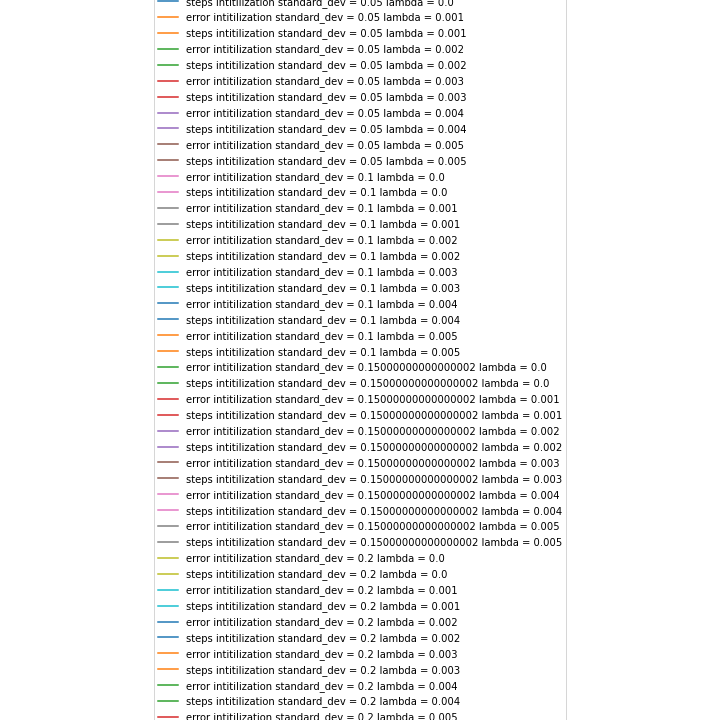 steps intitilization standard_dev = 0.05 lambda = 0.0
error intitilization standard_dev = 0.05 lambda = 0.001
steps intitilization standard_dev = 0.05 lambda = 0.001
error intitilization standard_dev = 0.05 lambda = 0.002
steps intitilization standard_dev = 0.05 lambda = 0.002
error intitilization standard_dev = 0.05 lambda = 0.003
steps intitilization standard_dev = 0.05 lambda = 0.003
error intitilization standard_dev = 0.05 lambda = 0.004
steps intitilization standard_dev = 0.05 lambda = 0.004
error intitilization standard_dev = 0.05 lambda = 0.005
steps intitilization standard_dev = 0.05 lambda = 0.005
error intitilization standard_dev = 0.1 lambda = 0.0
steps intitilization standard_dev = 0.1 lambda = 0.0
error intitilization standard_dev = 0.1 lambda = 0.001
steps intitilization standard_dev = 0.1 lambda = 0.001
error intitilization standard_dev = 0.1 lambda = 0.002
steps intitilization standard_dev = 0.1 lambda = 0.002
error intitilization standard_dev = 0.1 lambda = 0.003
steps intitilization standard_dev = 0.1 lambda = 0.003
error intitilization standard_dev = 0.1 lambda = 0.004
steps intitilization standard_dev = 0.1 lambda = 0.004
error intitilization standard_dev = 0.1 lambda = 0.005
steps intitilization standard_dev = 0.1 lambda = 0.005
error intitilization standard_dev = 0.15000000000000002 lambda = 0.0
steps intitilization standard_dev = 0.15000000000000002 lambda = 0.0
error intitilization standard_dev = 0.15000000000000002 lambda = 0.001
steps intitilization standard_dev = 0.15000000000000002 lambda = 0.001
error intitilization standard_dev = 0.15000000000000002 lambda = 0.002
steps intitilization standard_dev = 0.15000000000000002 lambda = 0.002
error intitilization standard_dev = 0.15000000000000002 lambda = 0.003
steps intitilization standard_dev = 0.15000000000000002 lambda = 0.003
error intitilization standard_dev = 0.15000000000000002 lambda = 0.004
steps intitilization standard_dev = 0.15000000000000002 lambda = 0.004
error intitilization standard_dev = 0.15000000000000002 lambda = 0.005
steps intitilization standard_dev = 0.15000000000000002 lambda = 0.005
error intitilization standard_dev = 0.2 lambda = 0.0
steps intitilization standard_dev = 0.2 lambda = 0.0
error intitilization standard_dev = 0.2 lambda = 0.001
steps intitilization standard_dev = 0.2 lambda = 0.001
error intitilization standard_dev = 0.2 lambda = 0.002
steps intitilization standard_dev = 0.2 lambda = 0.002
error intitilization standard_dev = 0.2 lambda = 0.003
steps intitilization standard_dev = 0.2 lambda = 0.003
error intitilization standard_dev = 0.2 lambda = 0.004
steps intitilization standard_dev = 0.2 lambda = 0.004
error intitilization standard_dev = 0.2 lambda = 0.005